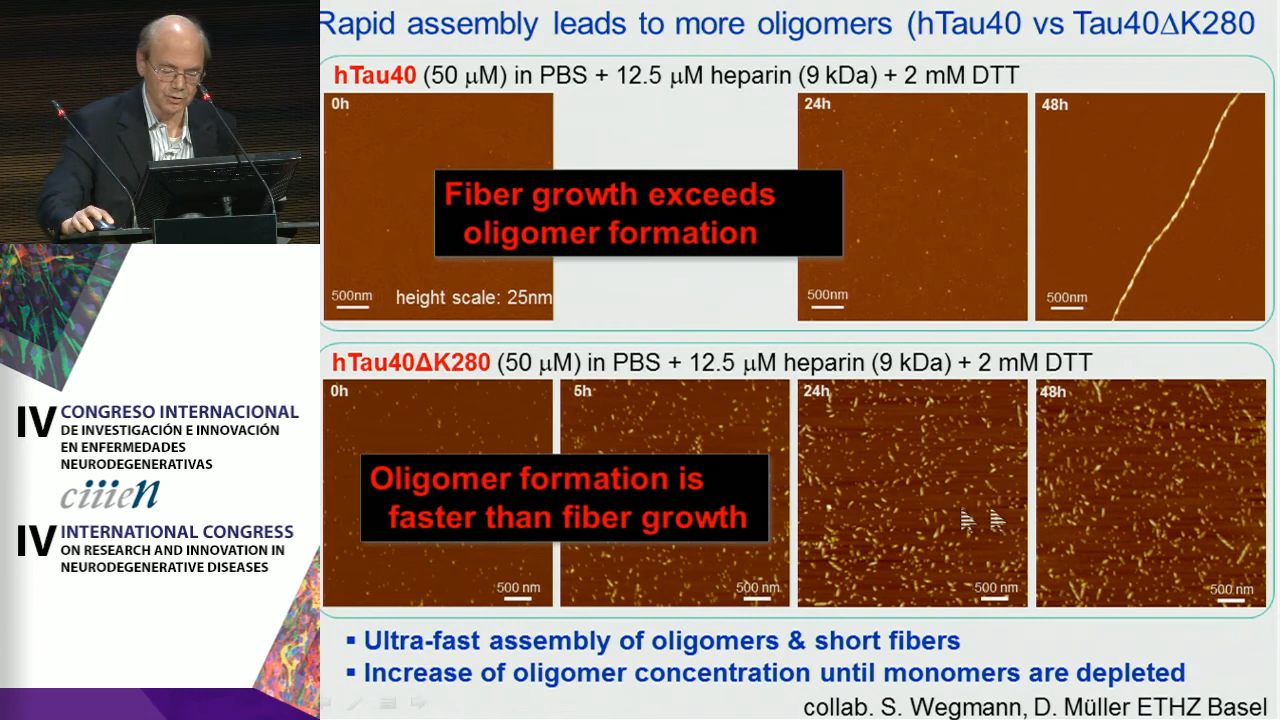 Rapid assembly leads to more oligomers (hTau40 vs Tau40ΔK280
hTau40 (50 μM) in PBS + 12.5 μM heparin (9 kDa) + 2 mM DTT
0h
24h
48h
Fiber growth exceeds
oligomer formation
500nm
height scale: 25nm
500nm
500nm
hTau40ΔK280 (50 μM) in PBS + 12.5 μM heparin (9 kDa) + 2 mM DTT
0h
5h
24h
48h
Oligomer formation is
faster than fiber growth
500 nm
500 nm
500 nm
500 nm
▪ Ultra-fast assembly of oligomers & short fibers
▪ Increase of oligomer concentration until monomers are depleted
collab. S. Wegmann, D. Müller ETHZ Basel
IV CONGRESO INTERNACIONAL
DE INVESTIGACIÓN E INNOVACIÓN
EN ENFERMEDADES
NEURODEGENERATIVAS
ciiien
IV INTERNATIONAL CONGRESS
ON RESEARCH AND INNOVATION IN
NEURODEGENERATIVE DISEASES